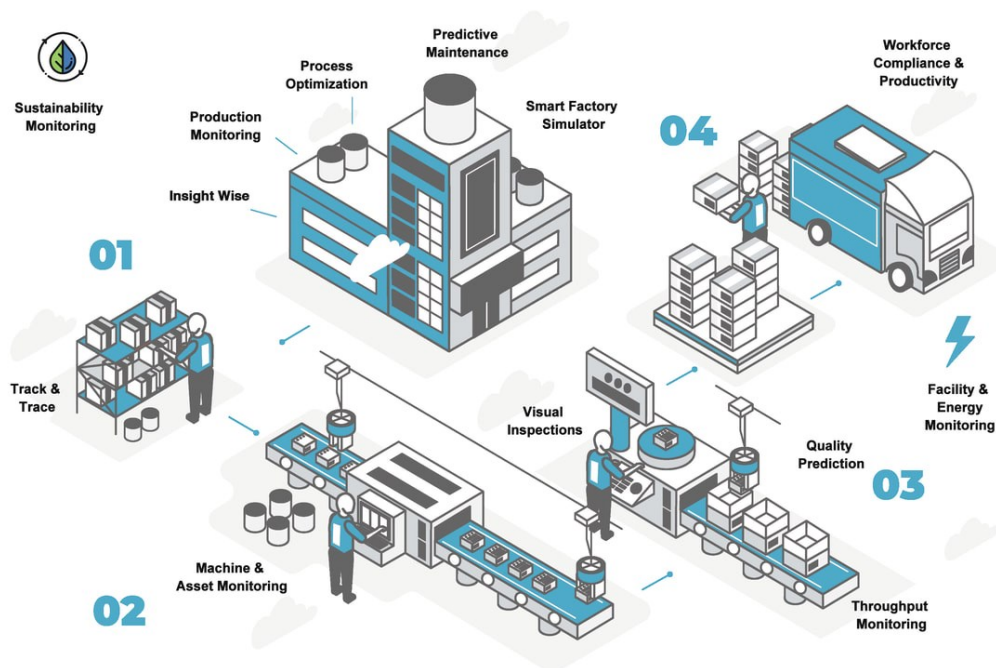 Predictive
Maintenance
Workforce
Compliance &
Productivity
Process
Optimization
Sustainability
Monitoring
Production
Monitoring
Smart Factory
Simulator
04
Insight Wise
01
Track &
Trace
Visual
Inspections
Facility &
Energy
Monitoring
Quality
Prediction
03
Machine &
Asset Monitoring
02
Throughput
Monitoring